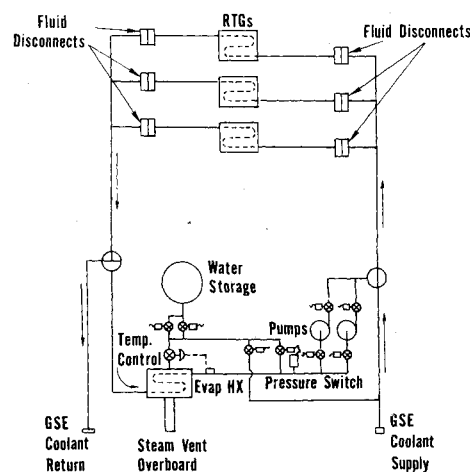 Fluid
Disconnects
RTGs
Fluid Disconnects
Water
Storage
Pumps
Temp.
Control
Evap HX
Pressure Switch
GSE
Coolant
Return
Steam Vent
Overboard
GSE
Coolant
Supply